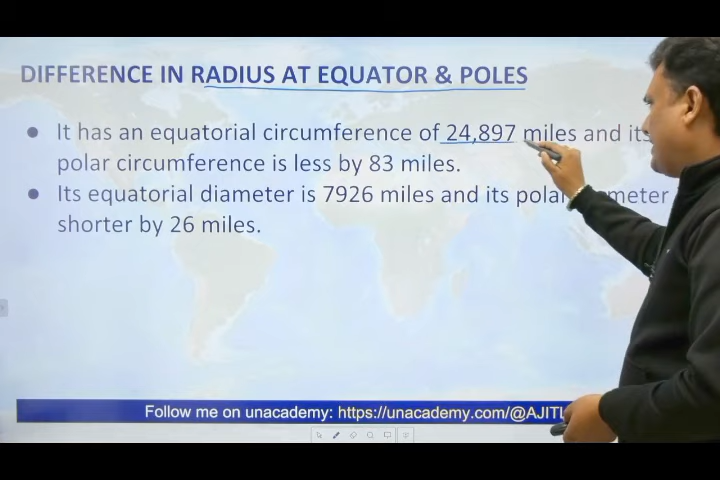 DIFFERENCE IN RADIUS AT EQUATOR & POLES
● It has an equatorial circumference of 24,897 miles and its
polar circumference is less by 83 miles.
● Its equatorial diameter is 7926 miles and its polar
shorter by 26 miles.
Follow me on unacademy: https://unacademy.com/@AJITL